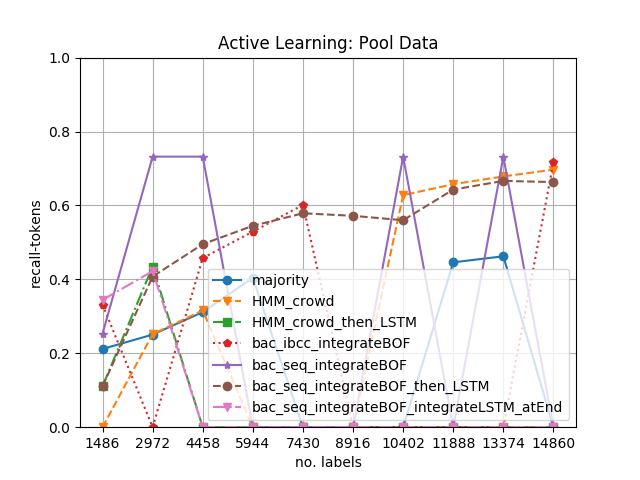 Active Learning: Pool Data
recall-tokens
1.0
0.8
0.6
0.4
0.2
0.0
majority
HMM_crowd
HMM_crowd_then_LSTM
bac_ibcc_integrateBOF
bac_seq_integrateBOF
bac_seq_integrateBOF_then_LSTM
bac_seq_integrateBOF_integrateLSTM_atEnd
1486 2972 4458 5944 7430 8916 10402 11888 13374 14860
no. labels